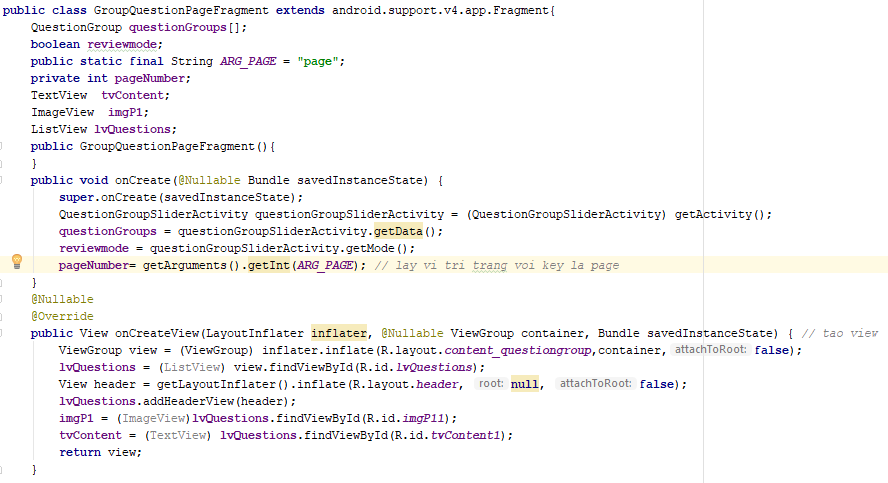 public class GroupQuestionPageFragment extends android.support.v4.app.Fragment{
QuestionGroup questionGroups[];
boolean reviewmode;
public static final String ARG_PAGE = "page";
private int pageNumber;
TextView  tvContent;
ImageView  imgP1;
ListView lvQuestions;
public GroupQuestionPageFragment(){
}
public void onCreate(@Nullable Bundle savedInstanceState) {
super.onCreate(savedInstanceState);
QuestionGroupSliderActivity questionGroupSliderActivity = (QuestionGroupSliderActivity) getActivity();
questionGroups = questionGroupSliderActivity.getData();
reviewmode = questionGroupSliderActivity.getMode();
pageNumber= getArguments().getInt(ARG_PAGE); // lay vi tri trang voi key la page
}
@Nullable
@Override
public View onCreateView(LayoutInflater inflater, @Nullable ViewGroup container, Bundle savedInstanceState) { // tao view
ViewGroup view = (ViewGroup) inflater.inflate(R.layout.content_questiongroup,container, attachToRoot: false);
lvQuestions = (ListView) view.findViewById(R.id.lvQuestions);
View header = getLayoutInflater().inflate(R.layout.header, root: null, attachToRoot: false);
lvQuestions.addHeaderView(header);
imgP1 = (ImageView)lvQuestions.findViewById(R.id.imgP11);
tvContent = (TextView) lvQuestions.findViewById(R.id.tvContent1);
return view;
}